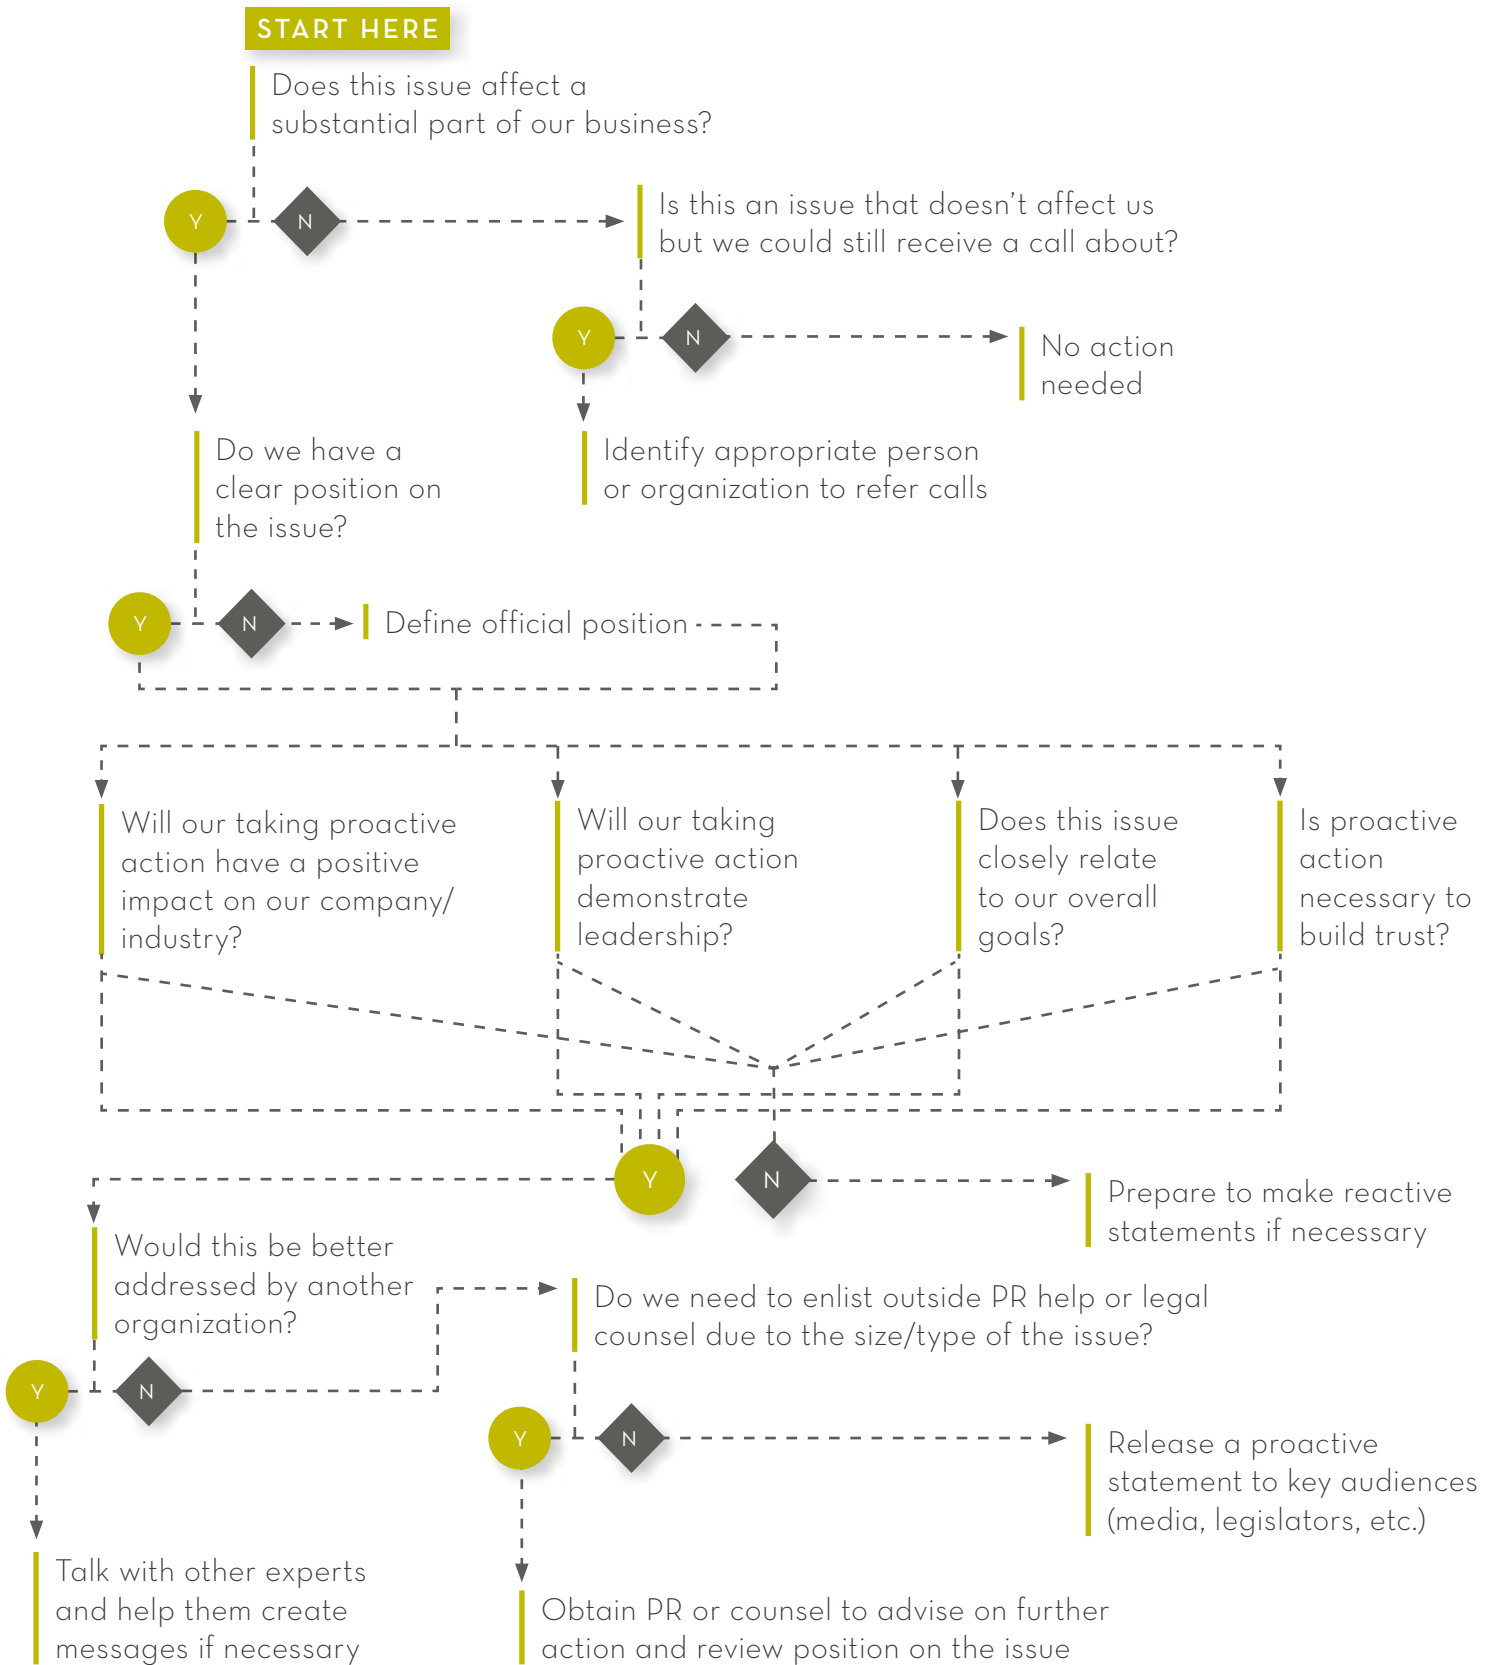 START HERE
Does this issue affect a
substantial part of our business?
Y
N
Is this an issue that doesn't affect us
but we could still receive a call about?
Y
N
No action
needed
Do we have a
clear position on
the issue?
Identify appropriate person
or organization to refer calls
Y
N
Define official position
Will our taking proactive
action have a positive
impact on our company/
industry?
Will our taking
proactive action
demonstrate
leadership?
Does this issue
closely relate
to our overall
goals?
Is proactive
action
necessary to
build trust?
Y
N
Prepare to make reactive
statements if necessary
Would this be better
addressed by another
organization?
Do we need to enlist outside PR help or legal
counsel due to the size/type of the issue?
Y
N
Y
N
Release a proactive
statement to key audiences
(media, legislators, etc.)
Talk with other experts
and help them create
messages if necessary
Obtain PR or counsel to advise on further
action and review position on the issue